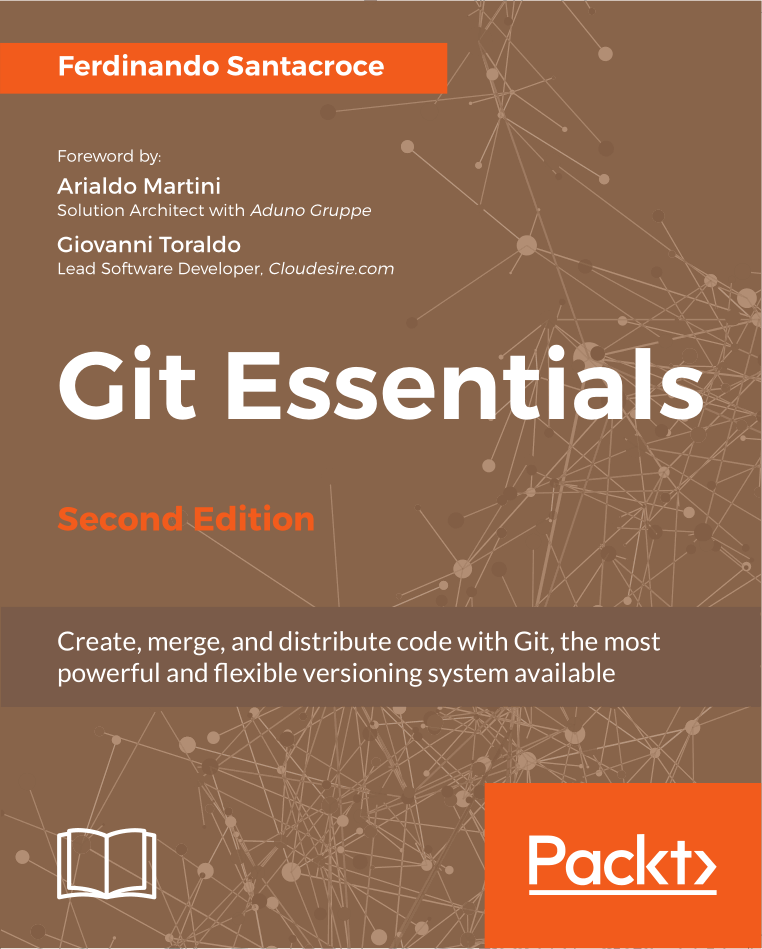 Ferdinando Santacroce
Foreword by:
Arialdo Martini
Solution Architect with Aduno Gruppe
Giovanni Toraldo
Lead Software Developer, Cloudesire.com
Git Essentials
Second Edition
Create, merge, and distribute code with Git, the most
powerful and flexible versioning system available
Packt